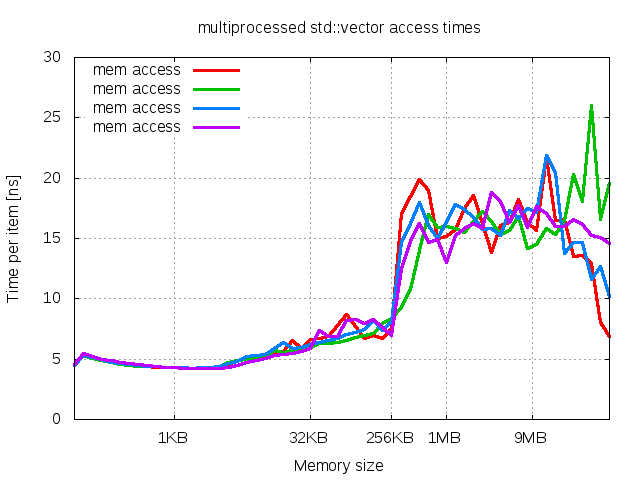 multiprocessed std::vector access times
30
25
20
15
10
5
0
Time per item [ns]
mem access
mem access
mem access
mem access
1KB 32KB 256KB 1MB 9MB
Memory size